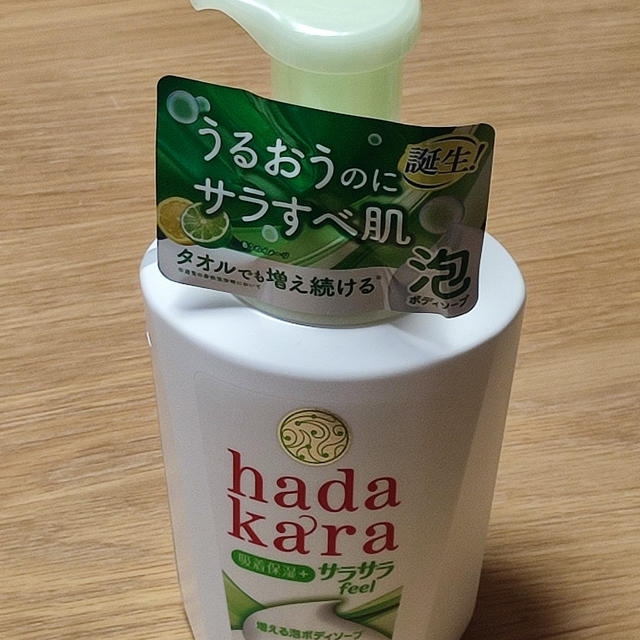 うるおうのに
サラすべ肌
誕生!
タオルでも増え続ける
泡
ボディソープ
hada
kara
吸着保湿+
サラサラ
feel
増える泡ボディソープ